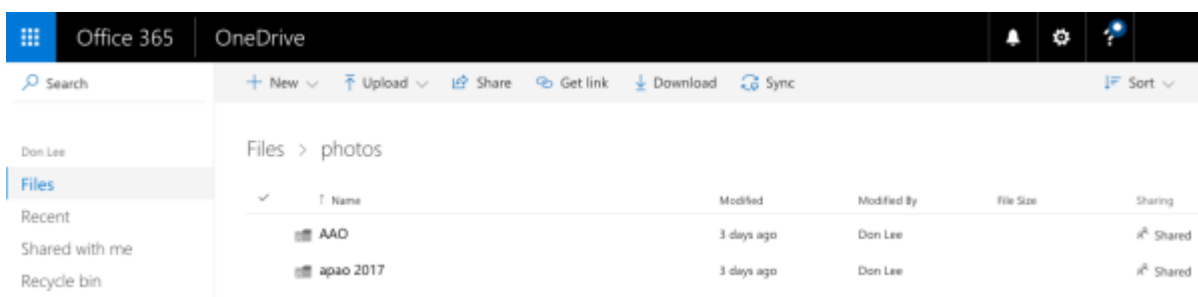 Office 365 OneDrive ?
Search + New Upload Share Get link Download Sync Sort
Don Lee
Files > photos
Files
↑ Name Modified Modified By File Size Sharing
Recent
AAO 3 days ago Don Lee Shared
Shared with me
apao 2017 3 days ago Don Lee Shared
Recycle bin